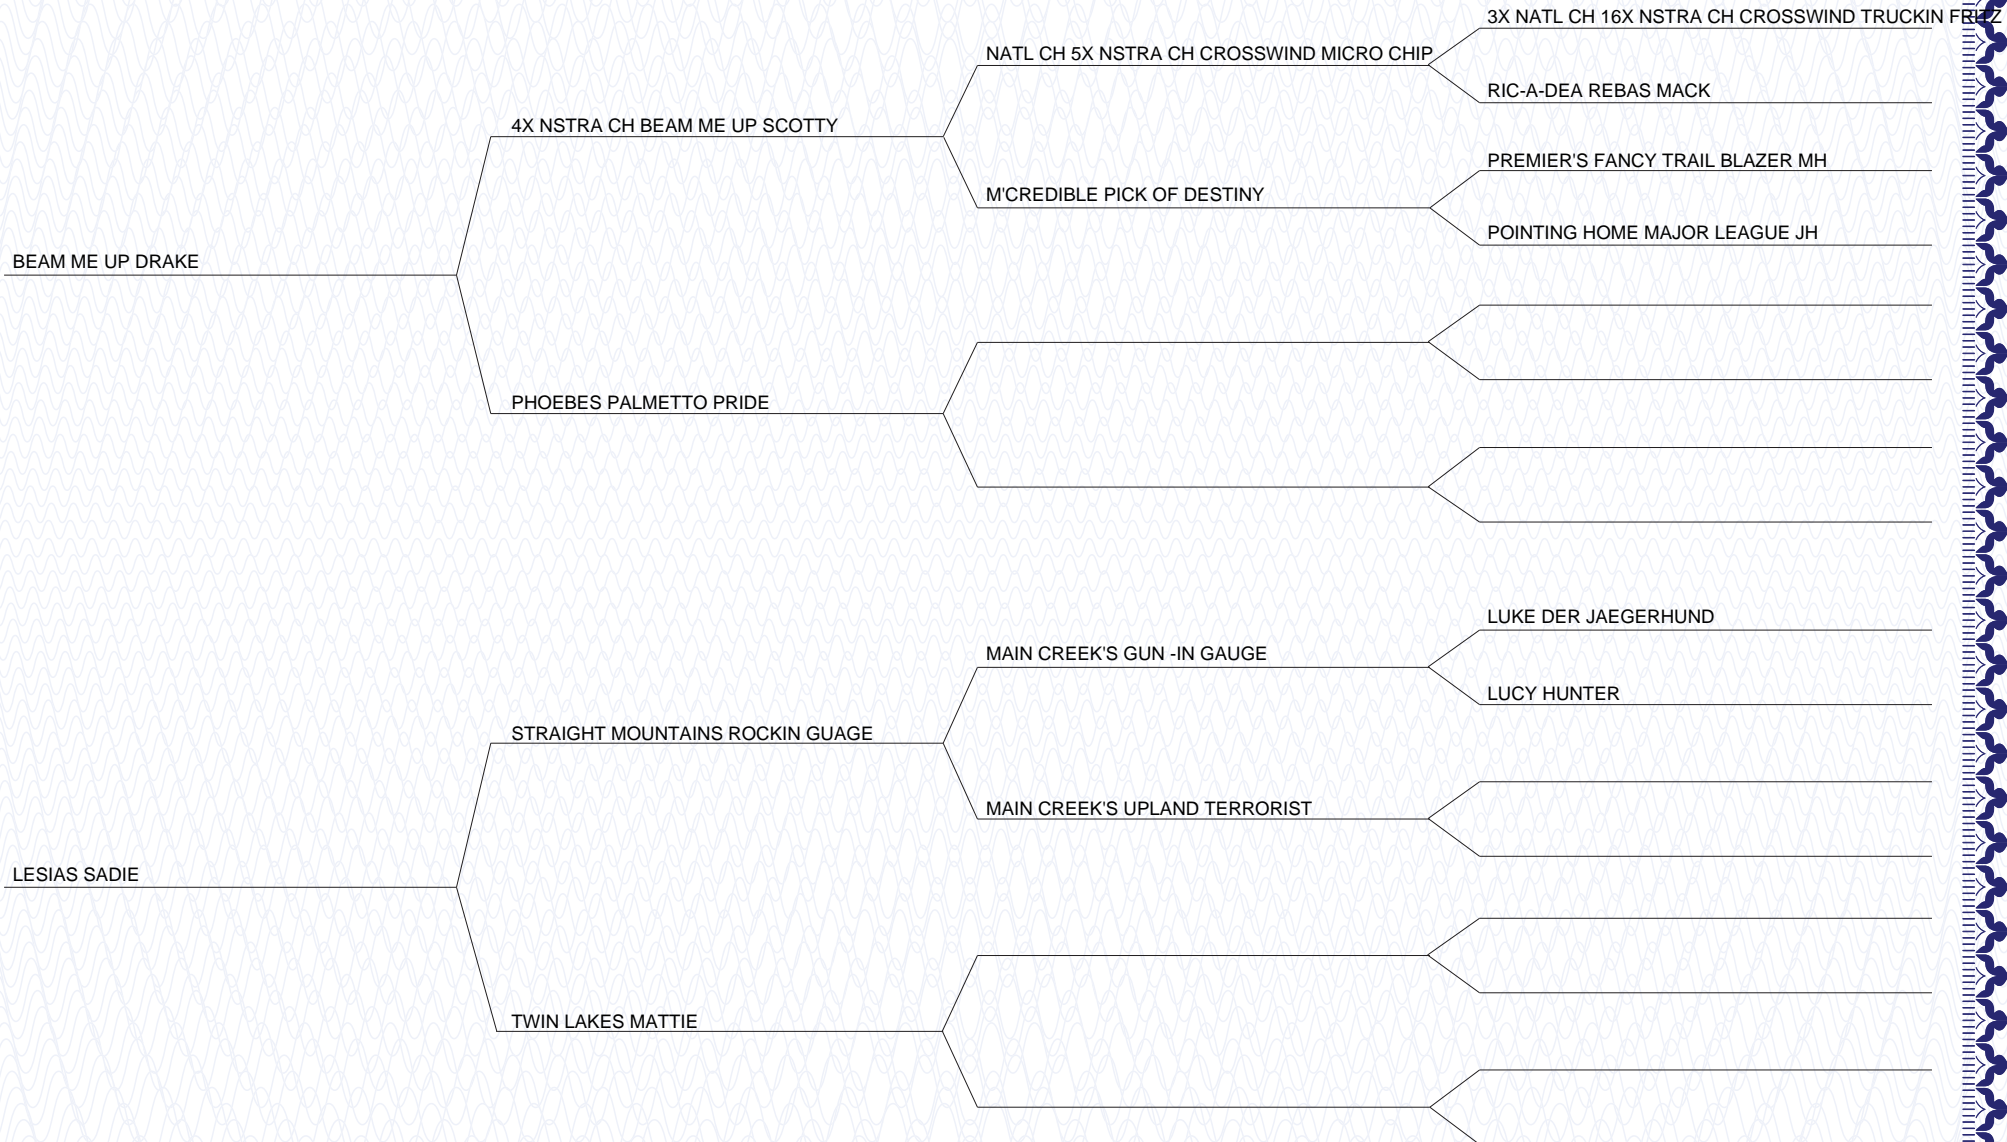 3X NATL CH 16X NSTRA CH CROSSWIND TRUCKIN FRITZ
NATL CH 5X NSTRA CH CROSSWIND MICRO CHIP
RIC-A-DEA REBAS MACK
4X NSTRA CH BEAM ME UP SCOTTY
PREMIER'S FANCY TRAIL BLAZER MH
M'CREDIBLE PICK OF DESTINY
POINTING HOME MAJOR LEAGUE JH
BEAM ME UP DRAKE
PHOEBES PALMETTO PRIDE
LUKE DER JAEGERHUND
MAIN CREEK'S GUN -IN GAUGE
LUCY HUNTER
STRAIGHT MOUNTAINS ROCKIN GUAGE
MAIN CREEK'S UPLAND TERRORIST
LESIAS SADIE
TWIN LAKES MATTIE